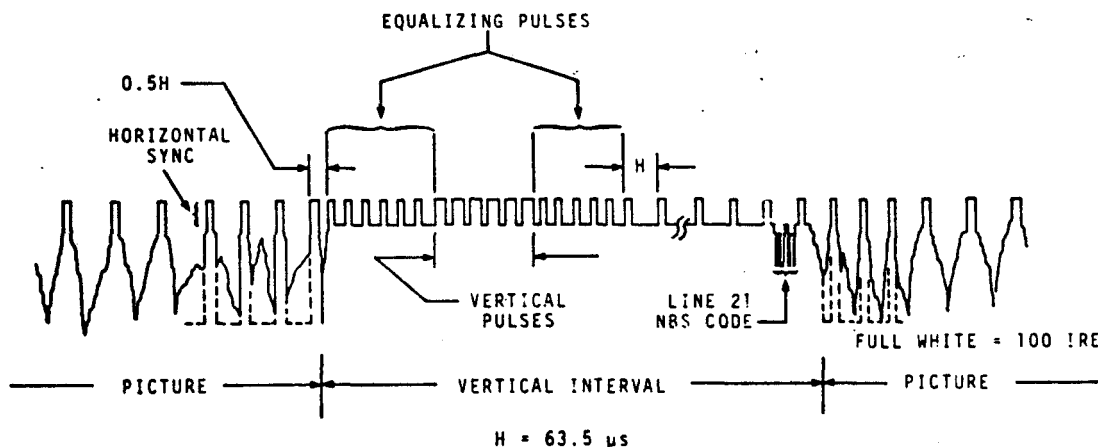 EQUALIZING PULSES
0.5H
HORIZONTAL
SYNC
H
VERTICAL
PULSES
LINE 21
NBS CODE
FULL WHITE = 100 IRE
PICTURE
VERTICAL INTERVAL
PICTURE
H = 63.5 µs